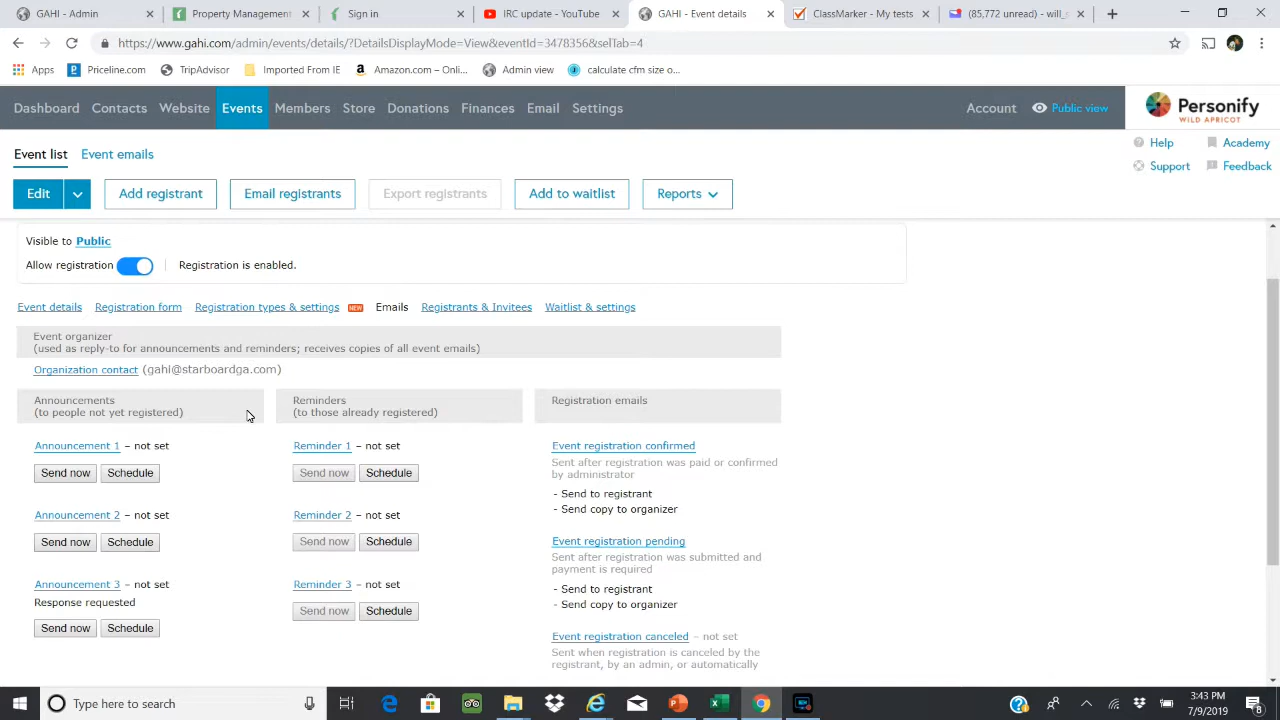 GAHI - Admin
Property Management
Sign in
IRC update - YouTube
GAHI - Event details
ClassMarker - My tests
(85,772 unread) - will_s
https://www.gahi.com/admin/events/details/?DetailsDisplayMode=View&eventId=3478356&selTab=4
Apps
Priceline.com
TripAdvisor
Imported From IE
Amazon.com – Onli...
Admin view
calculate cfm size o...
Dashboard
Contacts
Website
Events
Members
Store
Donations
Finances
Email
Settings
Account
Public view
Personify
WILD APRICOT
Help
Academy
Support
Feedback
Event list
Event emails
Edit
Add registrant
Email registrants
Export registrants
Add to waitlist
Reports
Visible to Public
Allow registration
Registration is enabled.
Event details
Registration form
Registration types & settings
NEW
Emails
Registrants & Invitees
Waitlist & settings
Event organizer
(used as reply-to for announcements and reminders; receives copies of all event emails)
Organization contact (gahi@starboardga.com)
Announcements
(to people not yet registered)
Reminders
(to those already registered)
Registration emails
Announcement 1 – not set
Send now
Schedule
Reminder 1 – not set
Send now
Schedule
Event registration confirmed
Sent after registration was paid or confirmed
by administrator
- Send to registrant
- Send copy to organizer
Announcement 2 – not set
Send now
Schedule
Reminder 2 – not set
Send now
Schedule
Event registration pending
Sent after registration was submitted and
payment is required
- Send to registrant
- Send copy to organizer
Announcement 3 – not set
Response requested
Send now
Schedule
Reminder 3 – not set
Send now
Schedule
Event registration canceled – not set
Sent when registration is canceled by the
registrant, by an admin, or automatically
Type here to search
3:43 PM
7/9/2019
8